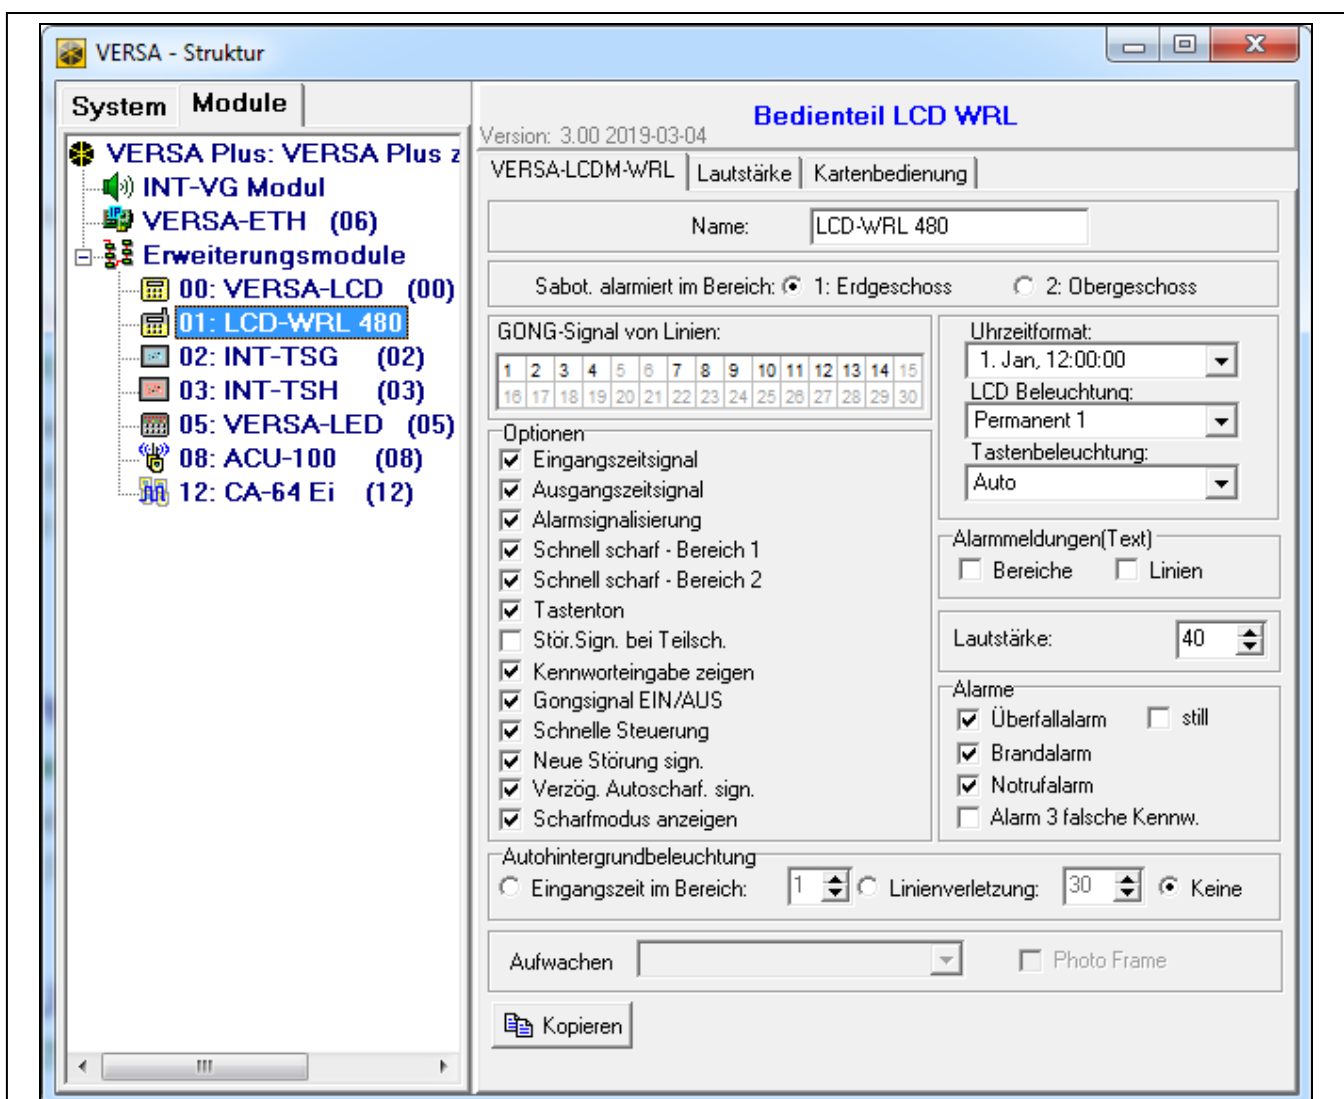 VERSA - Struktur
System Module
VERSA Plus: VERSA Plus z
INT-VG Modul
VERSA-ETH (06)
Erweiterungsmodule
00: VERSA-LCD (00)
01: LCD-WRL 480
02: INT-TSG (02)
03: INT-TSH (03)
05: VERSA-LED (05)
08: ACU-100 (08)
12: CA-64 Ei (12)
Bedienteil LCD WRL
Version: 3.00 2019-03-04
VERSA-LCDM-WRL Lautstärke Kartenbedienung
Name: LCD-WRL 480
Sabot. alarmiert im Bereich: 1: Erdgeschoss 2: Obergeschoss
GONG-Signal von Linien:
1 2 3 4 5 6 7 8 9 10 11 12 13 14 15
16 17 18 19 20 21 22 23 24 25 26 27 28 29 30
Optionen
Eingangszeitsignal
Ausgangszeitsignal
Alarmsignalisierung
Schnell scharf - Bereich 1
Schnell scharf - Bereich 2
Tastenton
Stör.Sign. bei Teilsch.
Kennworteingabe zeigen
Gongsignal EIN/AUS
Schnelle Steuerung
Neue Störung sign.
Verzög. Autoscharf. sign.
Scharfmodus anzeigen
Uhrzeitformat:
1. Jan, 12:00:00
LCD Beleuchtung:
Permanent 1
Tastenbeleuchtung:
Auto
Alarmmeldungen(Text)
Bereiche Linien
Lautstärke: 40
Alarme
Überfallalarm still
Brandalarm
Notrufalarm
Alarm 3 falsche Kennw.
Autohintergrundbeleuchtung
Eingangszeit im Bereich: 1 Linienverletzung: 30 Keine
Aufwachen Photo Frame
Kopieren